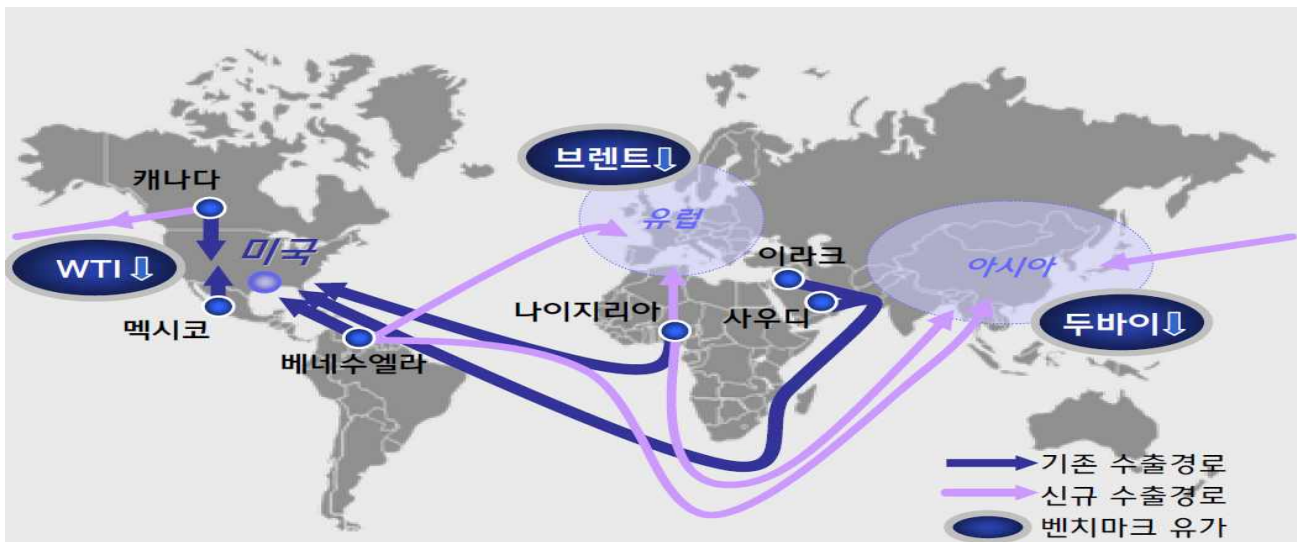 브렌트⇩
캐나다
유럽
미국
WTI⇩
이라크
아시아
나이지리아
사우디
두바이⇩
멕시코
베네수엘라
기존 수출경로
신규 수출경로
벤치마크 유가